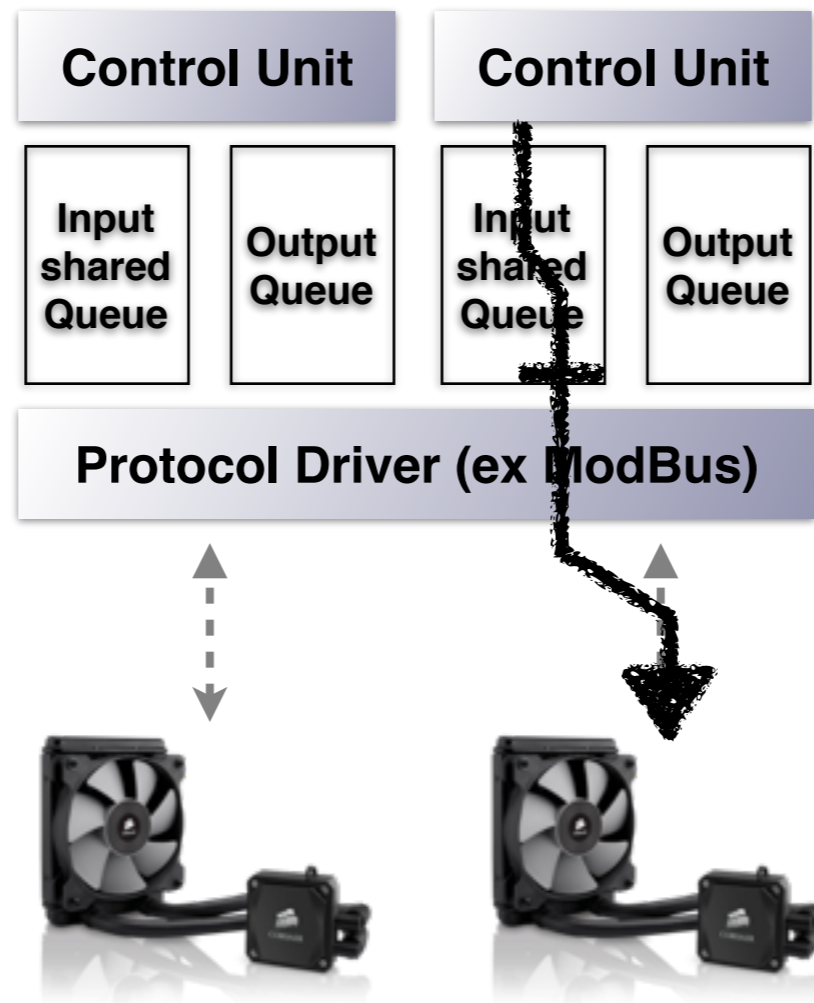 Control Unit
Control Unit
Input
shared
Queue
Output
Queue
Input
shared
Queue
Output
Queue
Protocol Driver (ex ModBus)